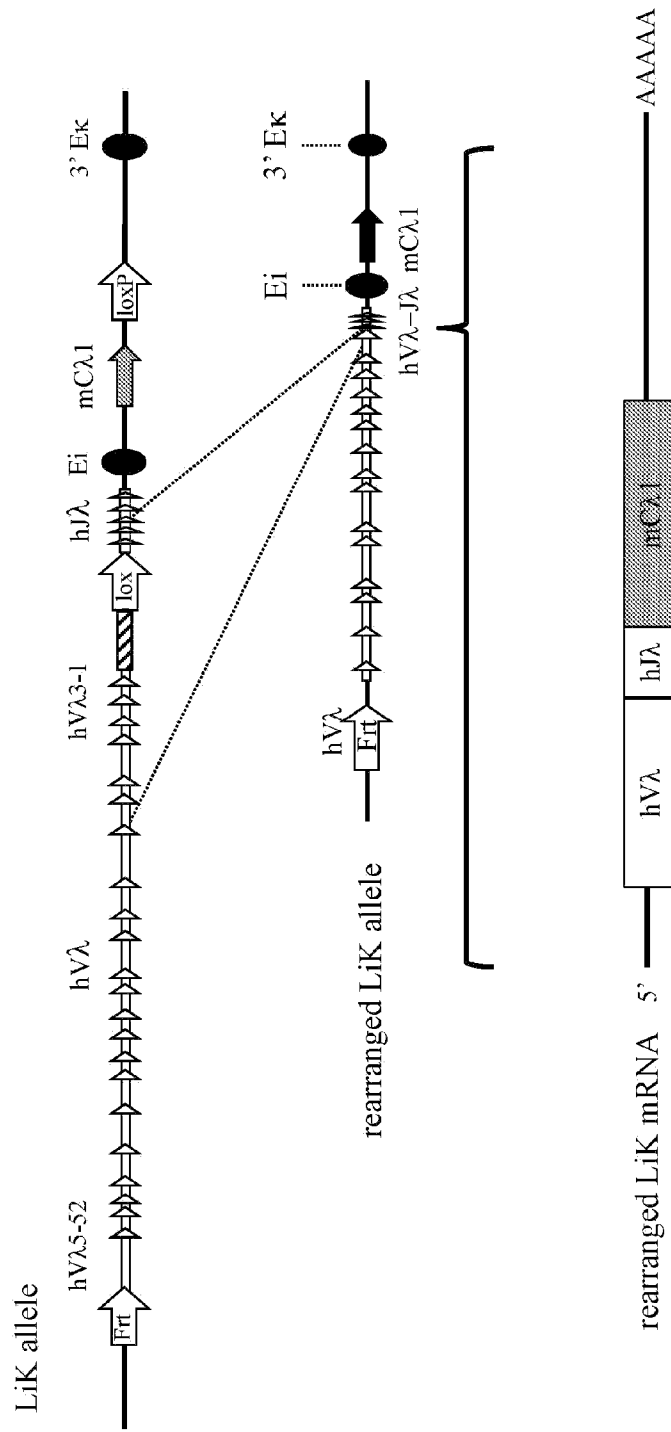 LiK allele
hVλ5-52
hVλ
hVλ3-1
hJλ
Ei
mCλ1
3' Eκ
Frt
lox
loxP
rearranged LiK allele
hVλ
Frt
hVλ–Jλ
Ei
mCλ1
3' Eκ
rearranged LiK mRNA
5'
hVλ
hJλ
mCλ1
AAAAA